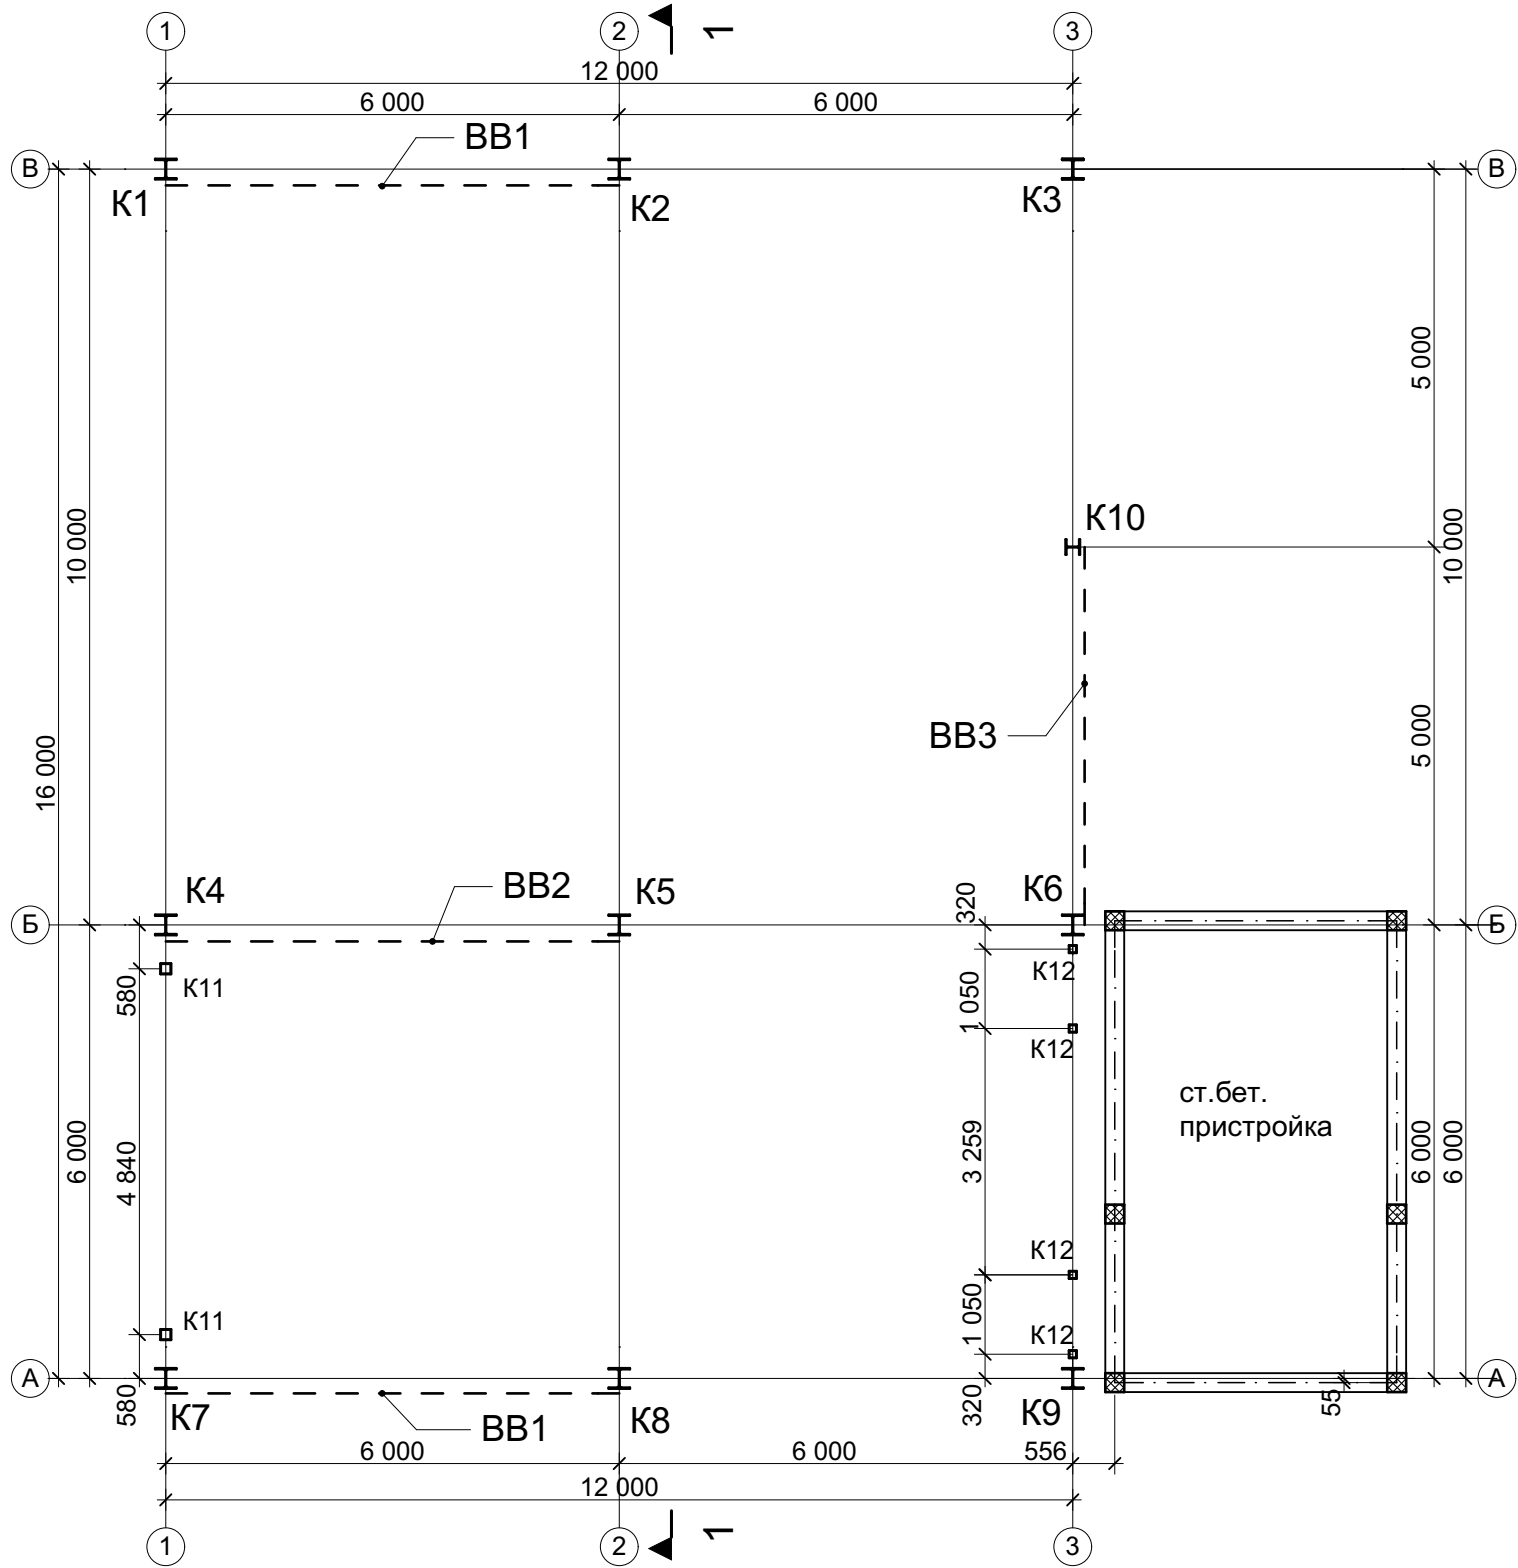 1
2
1
3
12 000
6 000
6 000
ВВ1
В
В
К1
К2
К3
5 000
К10
10 000
10 000
ВВ3
5 000
16 000
К4
ВВ2
К5
К6
320
Б
Б
580
К11
К12
1 050
К12
ст.бет.
пристройка
6 000
4 840
3 259
6 000
6 000
К12
К11
1 050
К12
А
А
580
К7
ВВ1
К8
320
К9
55
6 000
6 000
556
12 000
1
2
1
3